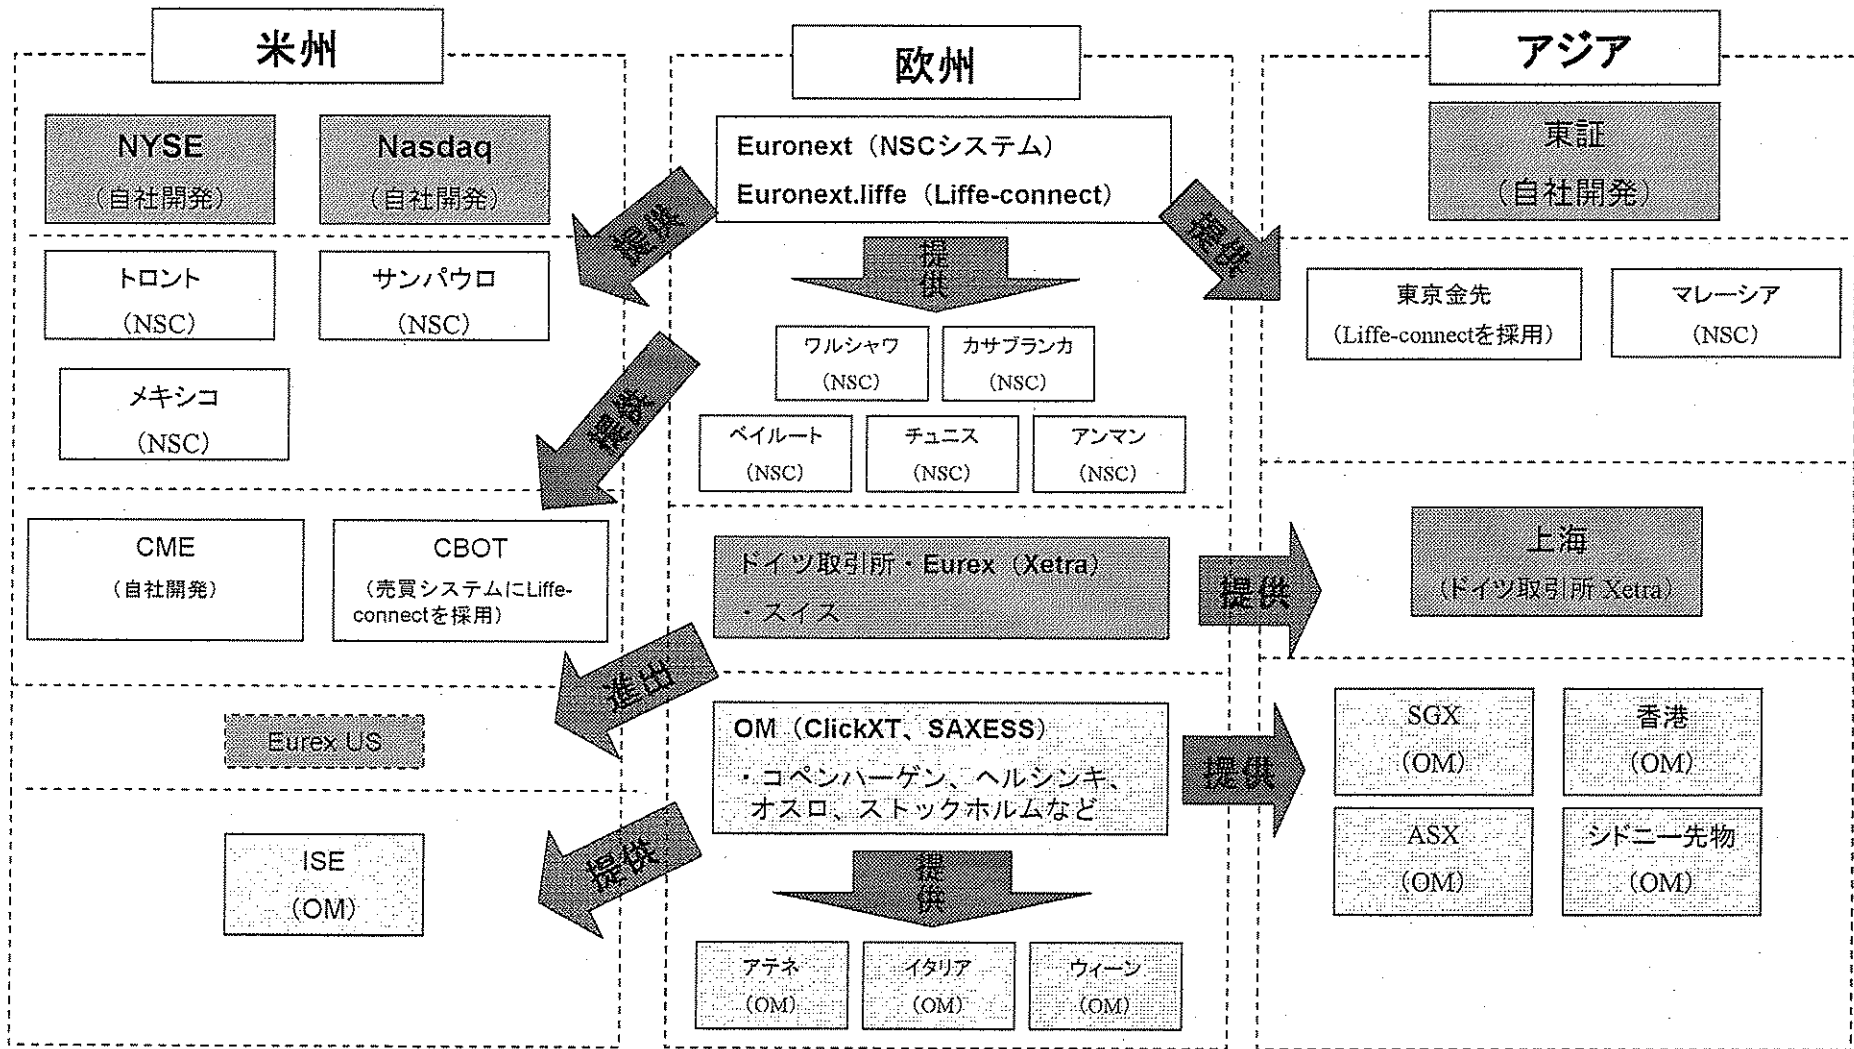 米州
NYSE
（自社開発）
Nasdaq
（自社開発）
トロント
（NSC）
サンパウロ
（NSC）
メキシコ
（NSC）
CME
（自社開発）
CBOT
（売買システムにLiffe-
connectを採用）
Eurex US
ISE
（OM）
提供
提供
進出
提供
欧州
Euronext（NSCシステム）
Euronext.liffe（Liffe-connect）
提供
ワルシャワ
（NSC）
カサブランカ
（NSC）
ベイルート
（NSC）
チュニス
（NSC）
アンマン
（NSC）
ドイツ取引所・Eurex（Xetra）
・スイス
OM（ClickXT、SAXESS）
・コペンハーゲン、ヘルシンキ、
オスロ、ストックホルムなど
提供
アテネ
（OM）
イタリア
（OM）
ウィーン
（OM）
提供
提供
提供
アジア
東証
（自社開発）
東京金先
（Liffe-connectを採用）
マレーシア
（NSC）
上海
（ドイツ取引所 Xetra）
SGX
（OM）
香港
（OM）
ASX
（OM）
シドニー先物
（OM）